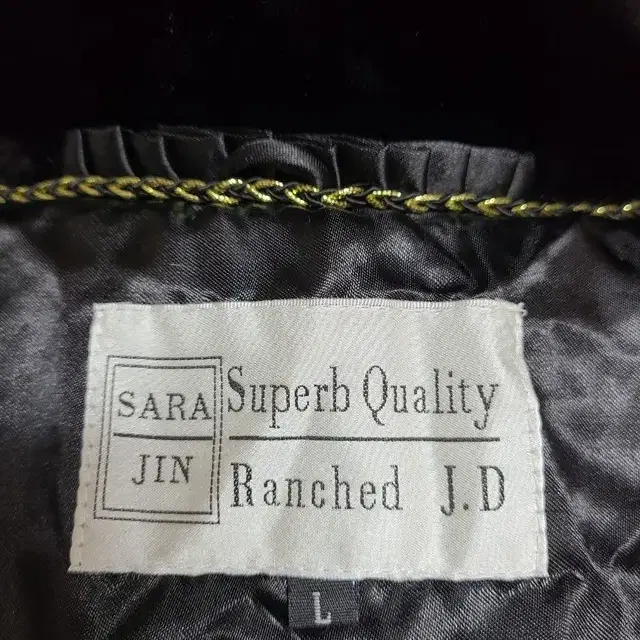 SARA
JIN
Superb Quality
Ranched J.D
L